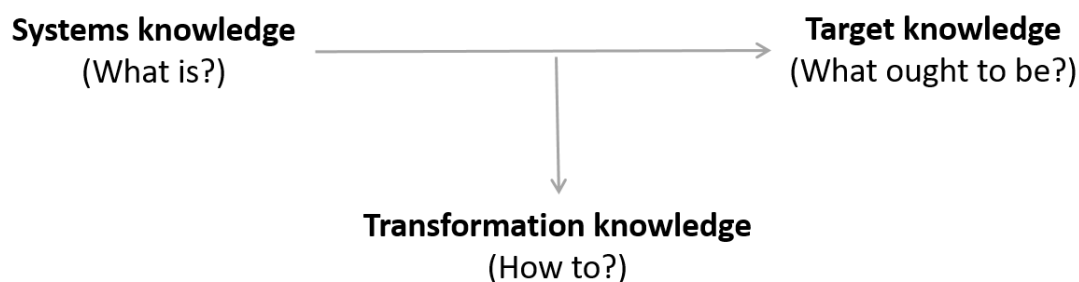 Systems knowledge
(What is?)
Target knowledge
(What ought to be?)
Transformation knowledge
(How to?)